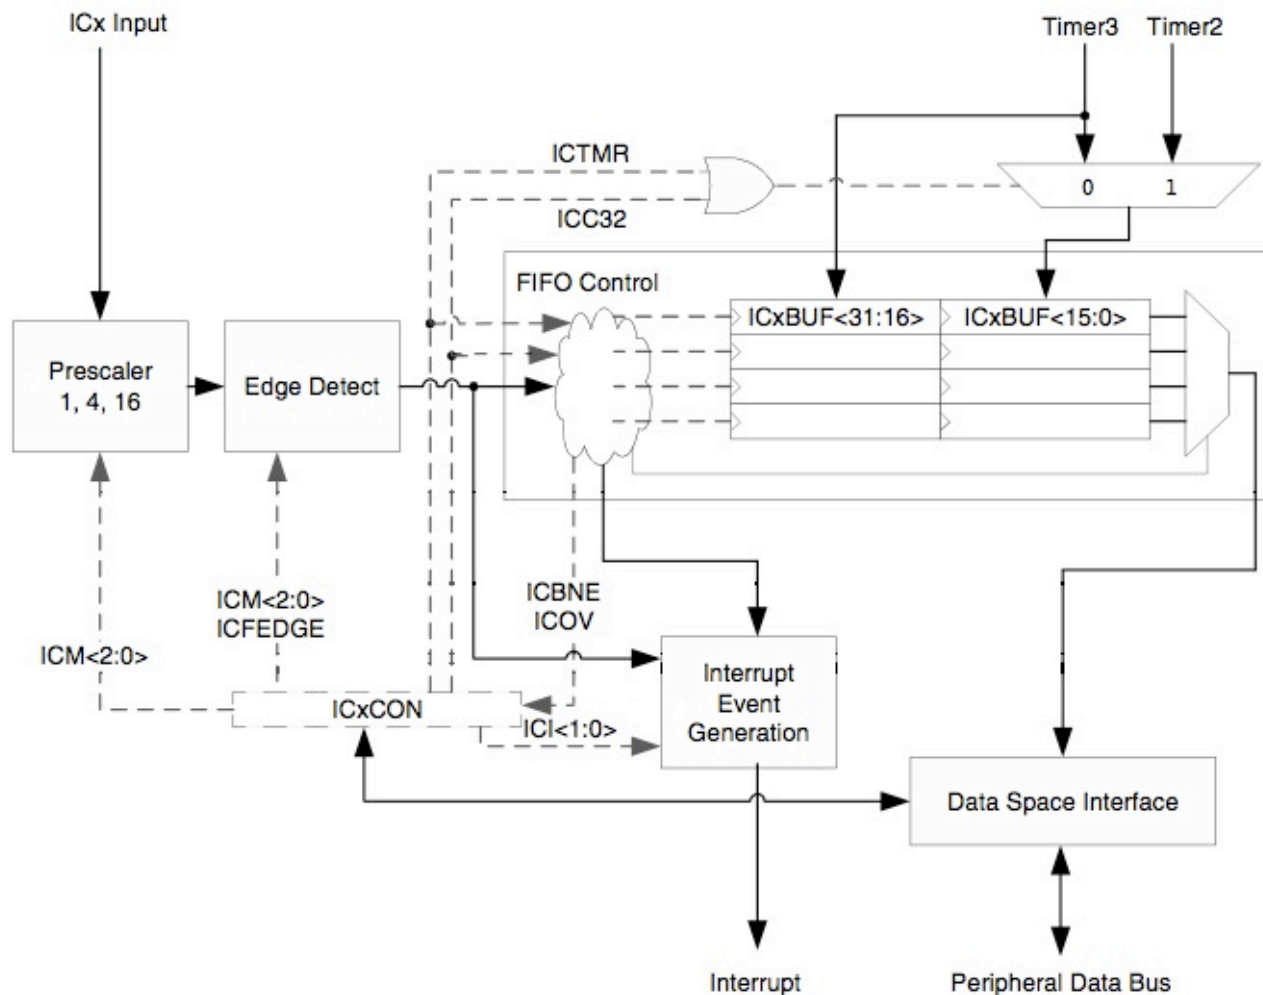 ICx Input
Timer3
Timer2
ICTMR
0
1
ICC32
FIFO Control
ICxBUF<31:16>
ICxBUF<15:0>
Prescaler
1, 4, 16
Edge Detect
ICM<2:0>
ICFEDGE
ICBNE
ICOV
ICM<2:0>
Interrupt
Event
Generation
ICxCON
ICI<1:0>
Data Space Interface
Interrupt
Peripheral Data Bus